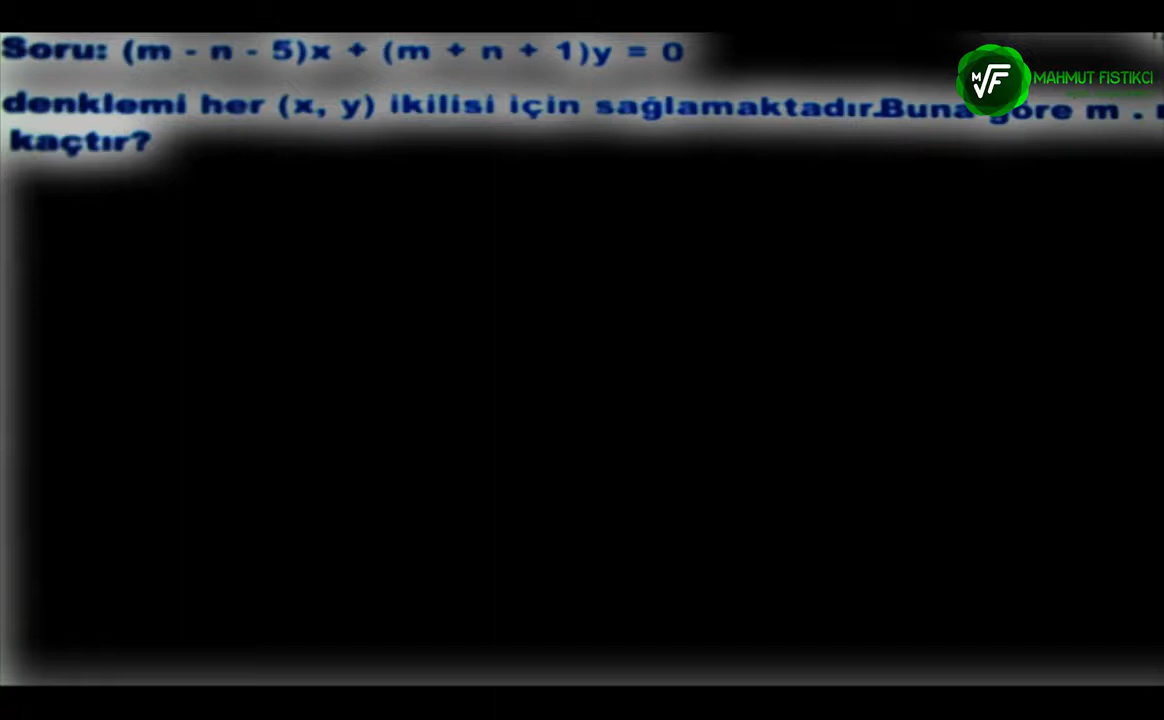 Soru: (m - n - 5)x + (m + n + 1)y = 0
MAHMUT FISTIKCI
denklemi her (x, y) ikilisi için sağlamaktadır.Buna göre m .
kaçtır?